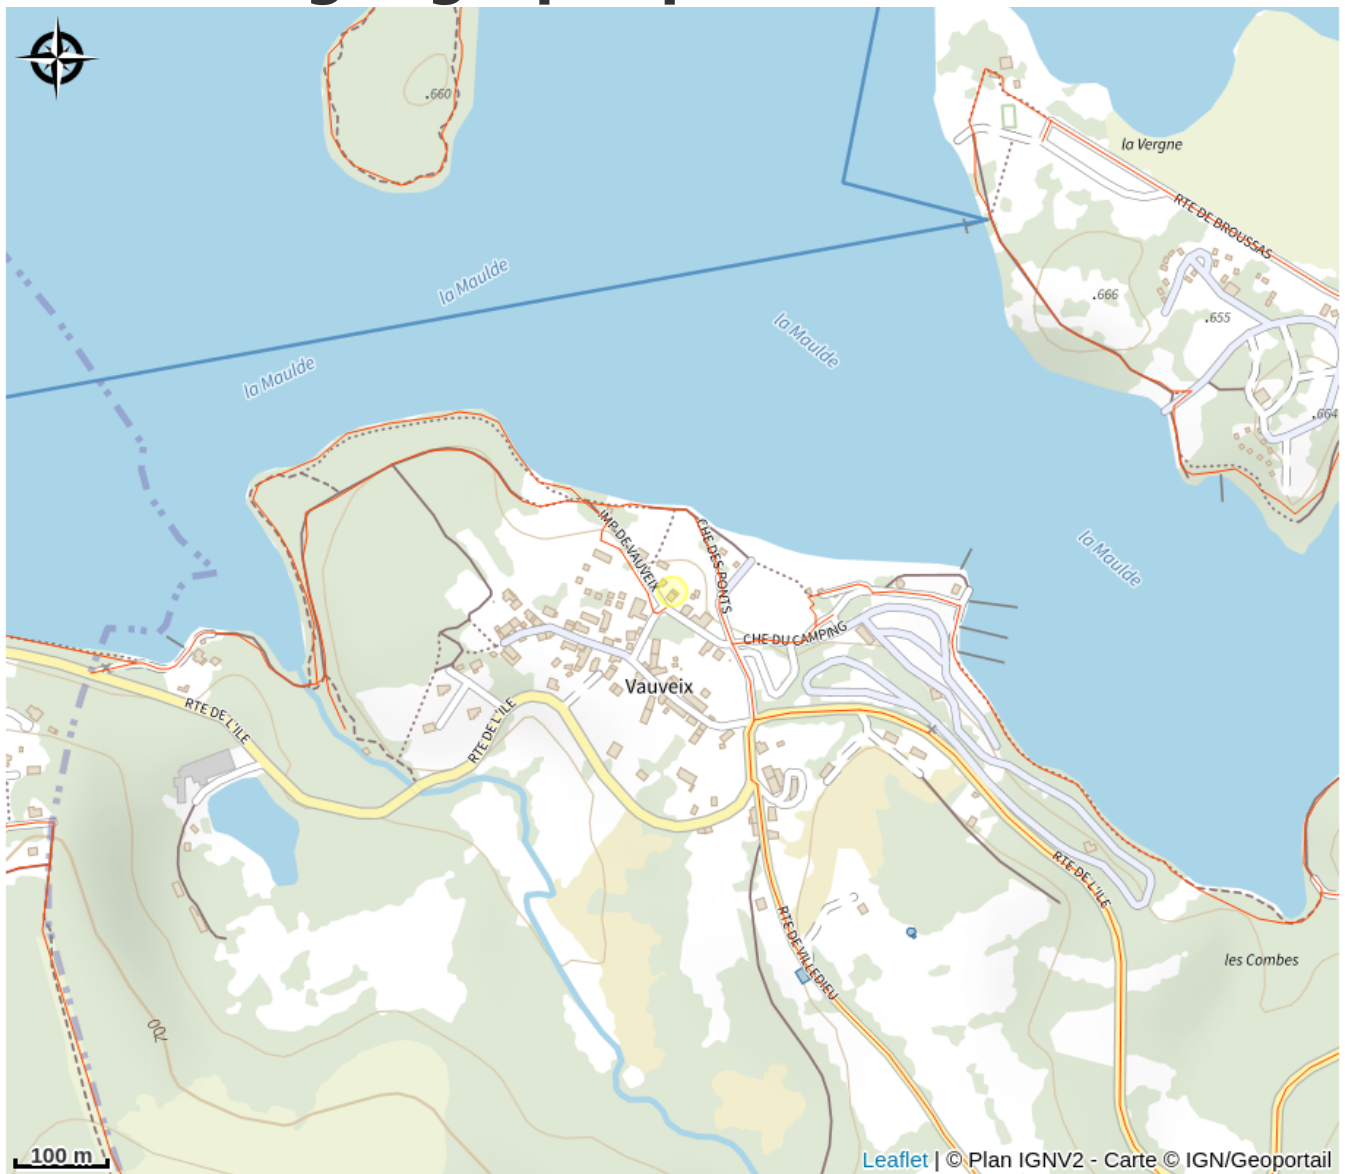 .660
la Vergne
RTE DE BROUSSAS
la Maulde
.666
.655
la Maulde
la Maulde
.664
IMP DE VAUVEIX
CHE DES PONTS
la Maulde
CHE DU CAMPING
Vauveix
RTE DE L'ILE
RTE DE L'ILE
RTE DE L'ILE
RTE DE VILLEDIEU
les Combes
700
100 m
Leaflet | © Plan IGNV2 - Carte © IGN/Geoportail